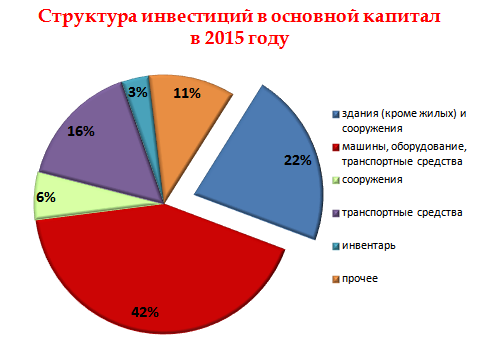 Структура инвестиций в основной капитал
в 2015 году
3%
11%
16%
22%
6%
42%
здания (кроме жилых) и
сооружения
машины, оборудование,
транспортные средства
сооружения
транспортные средства
инвентарь
прочее